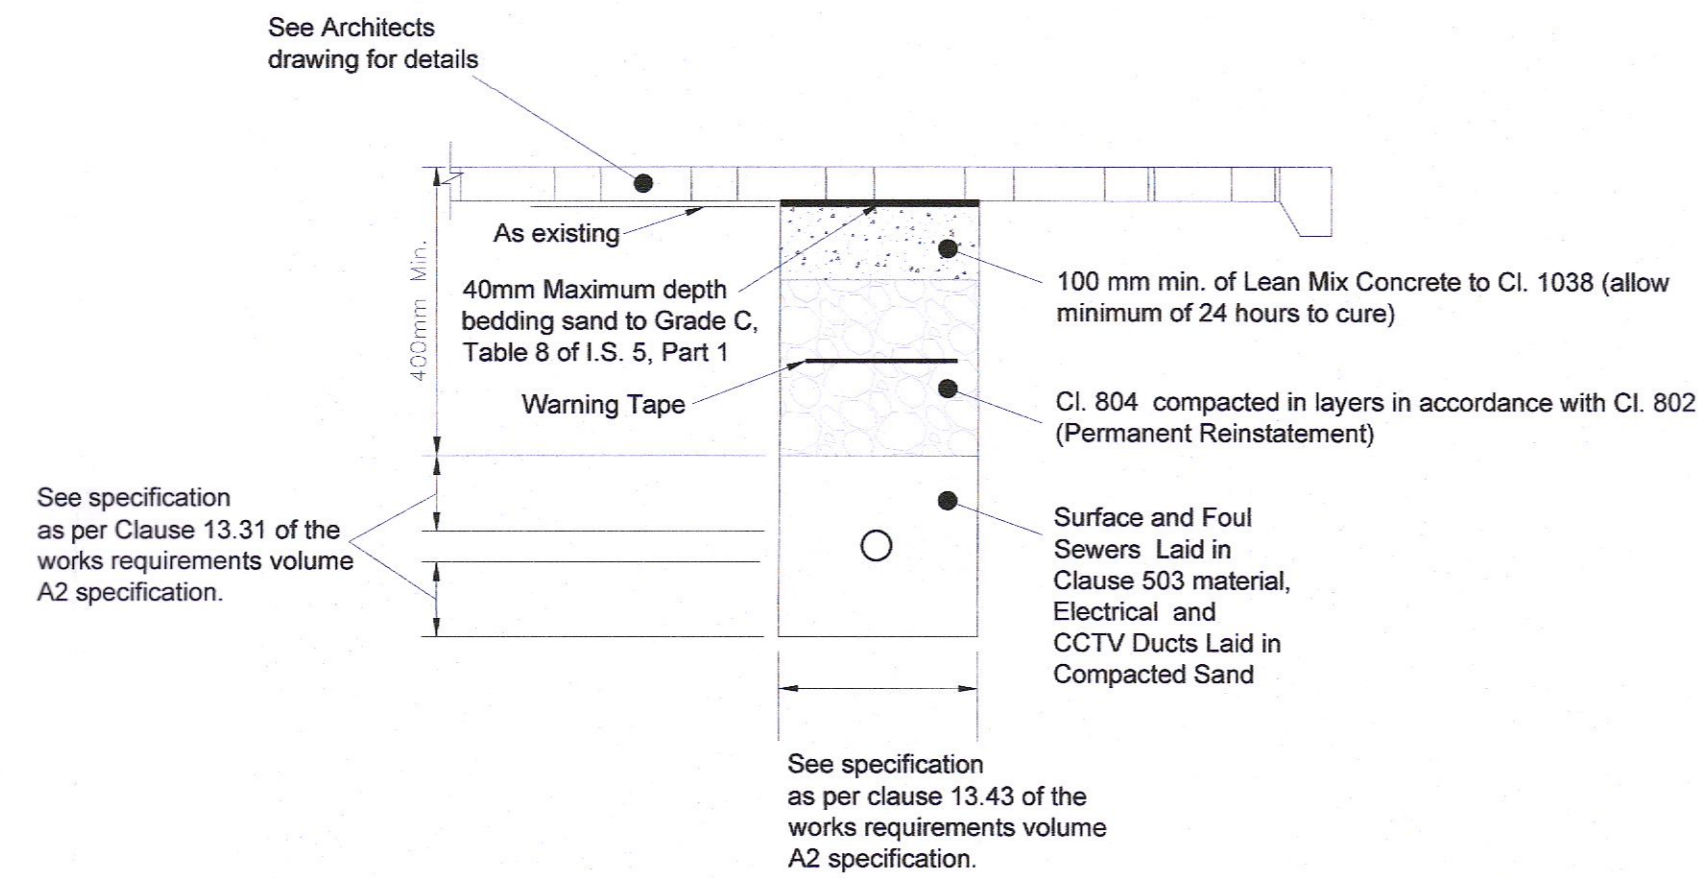 See Architects
drawing for details
As existing
400mm Min.
40mm Maximum depth
bedding sand to Grade C,
Table 8 of I.S. 5, Part 1
100 mm min. of Lean Mix Concrete to Cl. 1038 (allow
minimum of 24 hours to cure)
Warning Tape
Cl. 804 compacted in layers in accordance with Cl. 802
(Permanent Reinstatement)
See specification
as per Clause 13.31 of the
works requirements volume
A2 specification.
Surface and Foul
Sewers Laid in
Clause 503 material,
Electrical and
CCTV Ducts Laid in
Compacted Sand
See specification
as per clause 13.43 of the
works requirements volume
A2 specification.